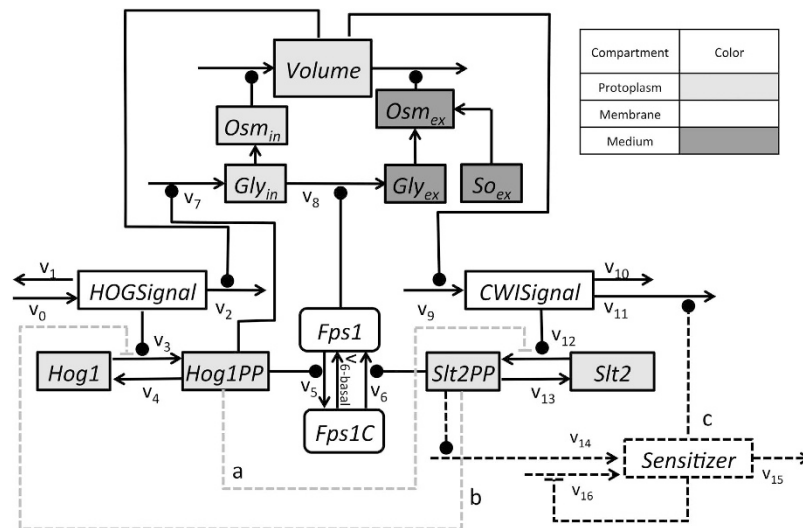 Compartment Color
Protoplasm
Membrane
Medium
Volume
Osm_in
Osm_ex
Gly_in
Gly_ex
So_ex
v_7
v_8
v_1
v_0
HOGSignal
v_2
v_9
CWISignal
v_10
v_11
v_3
v_12
Fps1
Hog1
Hog1PP
v_4
v_5
v_6-basal
v_6
Slt2PP
Slt2
v_13
Fps1C
a
b
c
v_14
v_16
Sensitizer
v_15